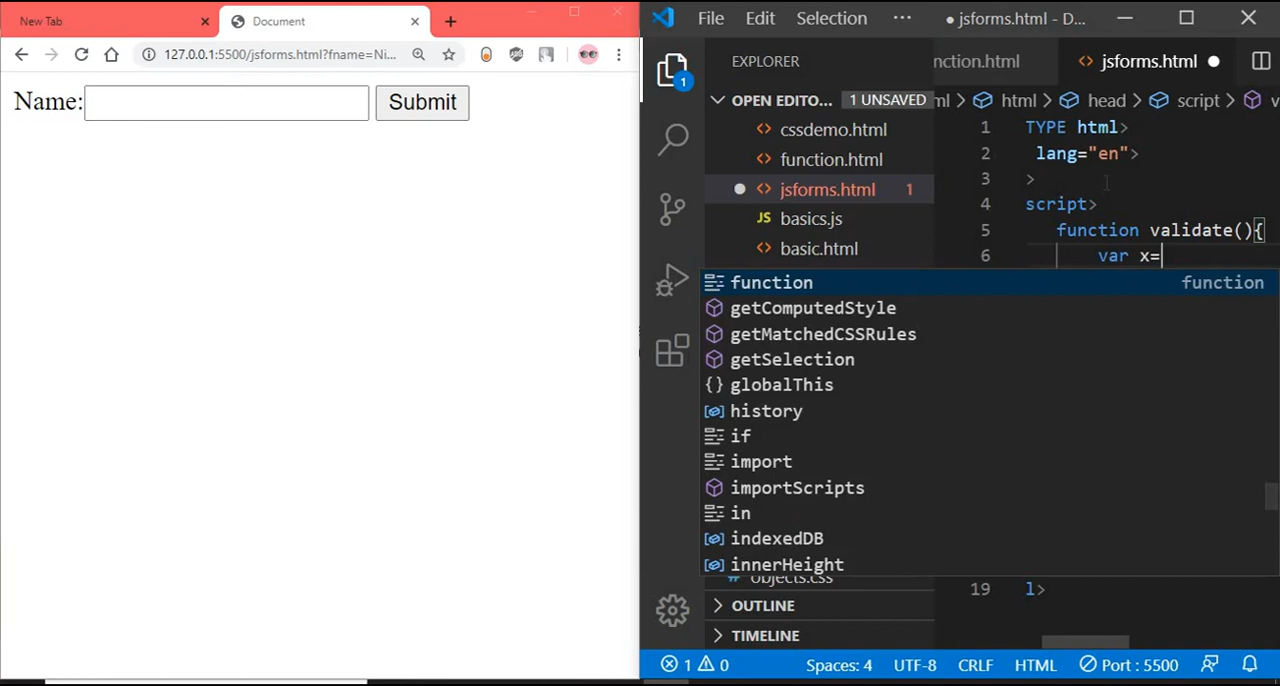 New Tab
Document
127.0.0.1:5500/jsforms.html?fname=Ni...
Name:
Submit
File Edit Selection ··· jsforms.html - D...
EXPLORER
OPEN EDITO... 1 UNSAVED
cssdemo.html
function.html
jsforms.html 1
JS basics.js
basic.html
nction.html jsforms.html
ml > html > head > script > v
1 TYPE html>
2 lang="en">
3 >
4 script>
5 function validate(){
6 var x=
function function
getComputedStyle
getMatchedCSSRules
getSelection
{} globalThis
history
if
import
importScripts
in
indexedDB
innerHeight
# objects.css
19 l>
OUTLINE
TIMELINE
1
1 0 Spaces: 4 UTF-8 CRLF HTML Port : 5500